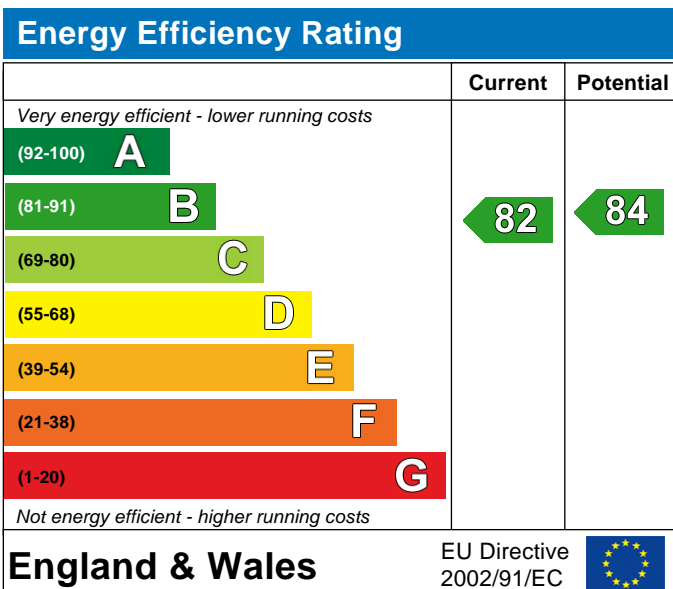 Energy Efficiency Rating
Current Potential
Very energy efficient - lower running costs
(92-100) A
(81-91) B
82 84
(69-80) C
(55-68) D
(39-54) E
(21-38) F
(1-20) G
Not energy efficient - higher running costs
England & Wales
EU Directive
2002/91/EC